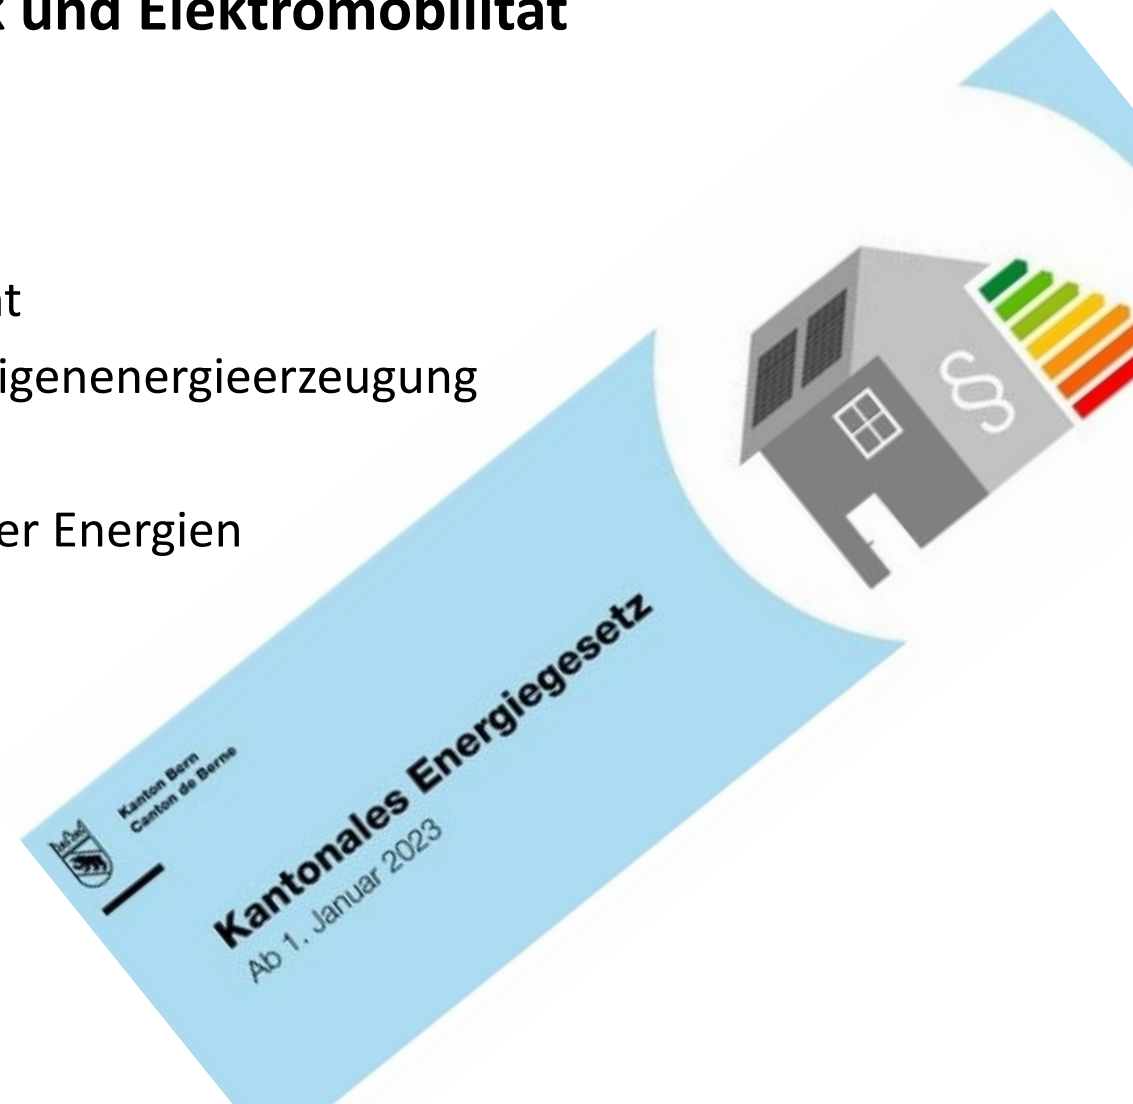 und Elektromobilität
igenenergieerzeugung
er Energien
Kanton Bern
Canton de Berne
Kantonales Energiegesetz
Ab 1. Januar 2023
§